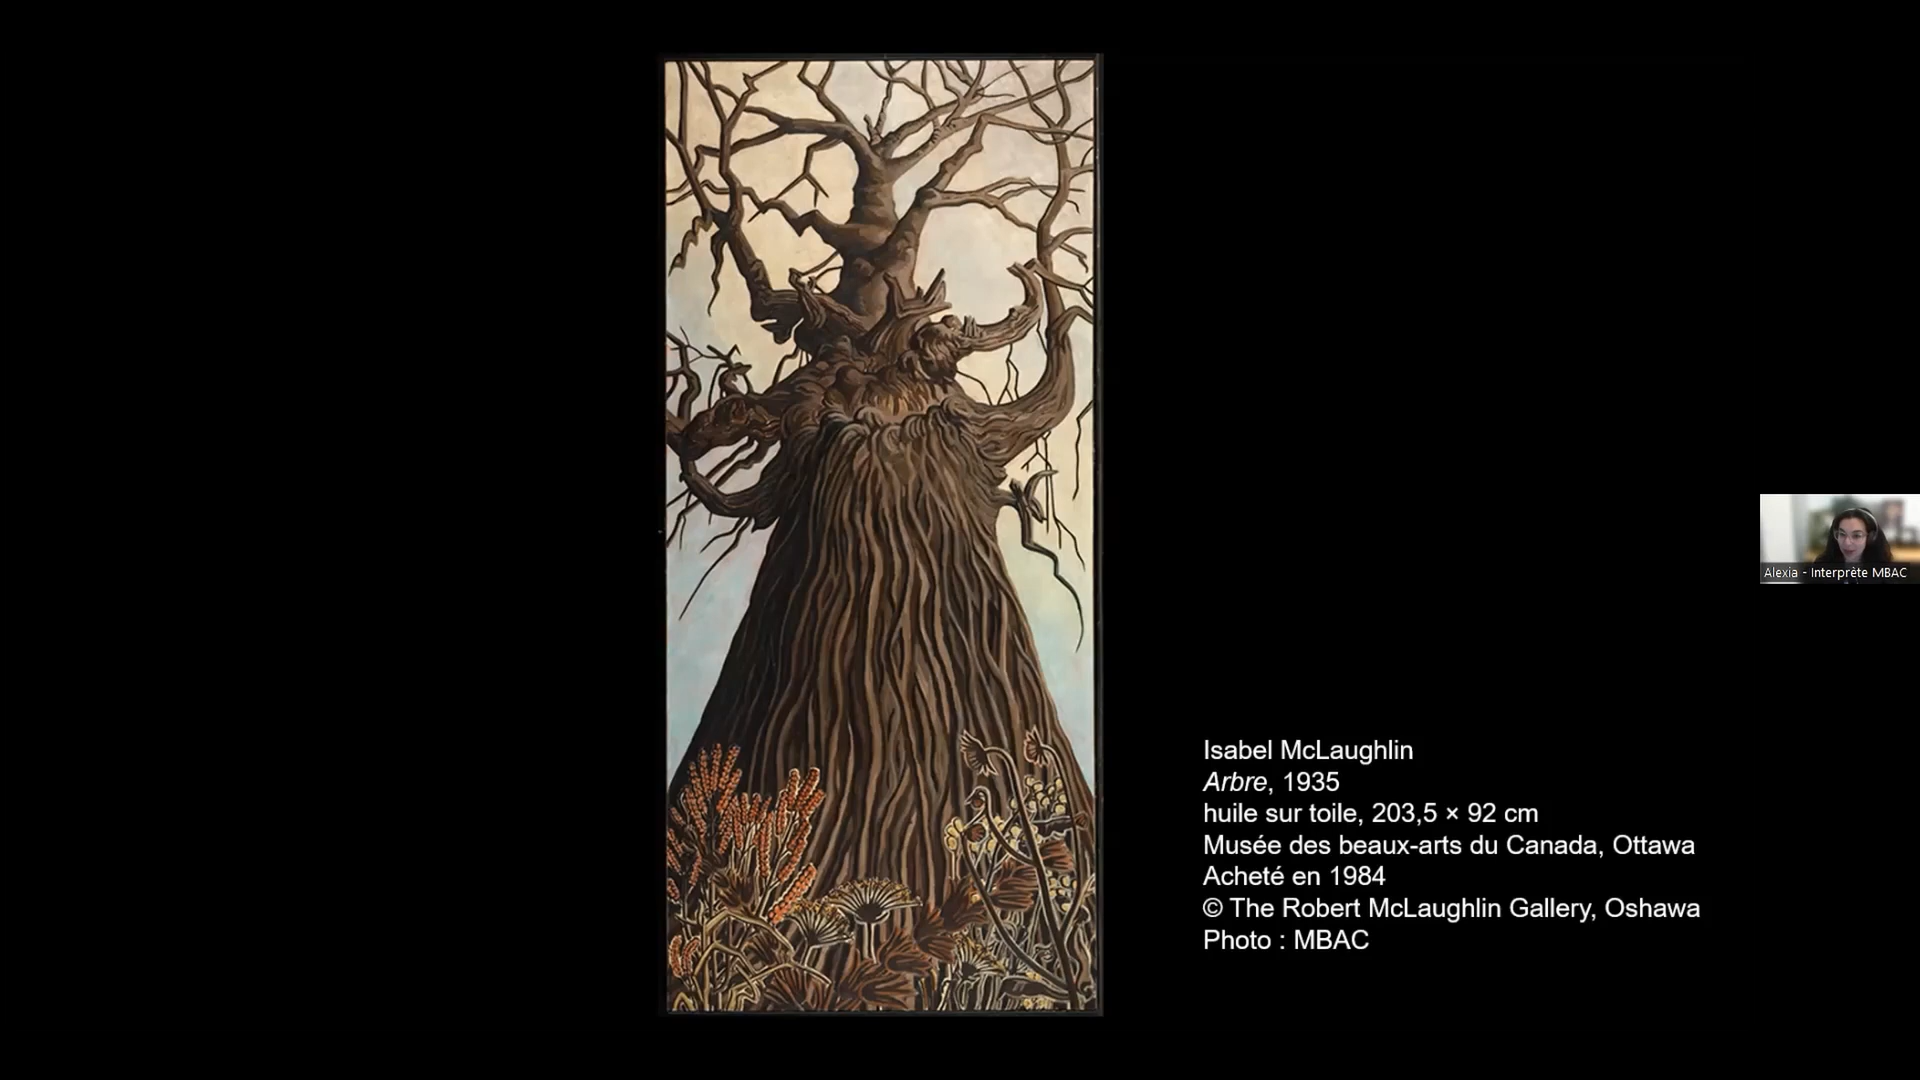 Isabel McLaughlin
Arbre, 1935
huile sur toile, 203,5 × 92 cm
Musée des beaux-arts du Canada, Ottawa
Acheté en 1984
© The Robert McLaughlin Gallery, Oshawa
Photo : MBAC
Alexia - Interprète MBAC